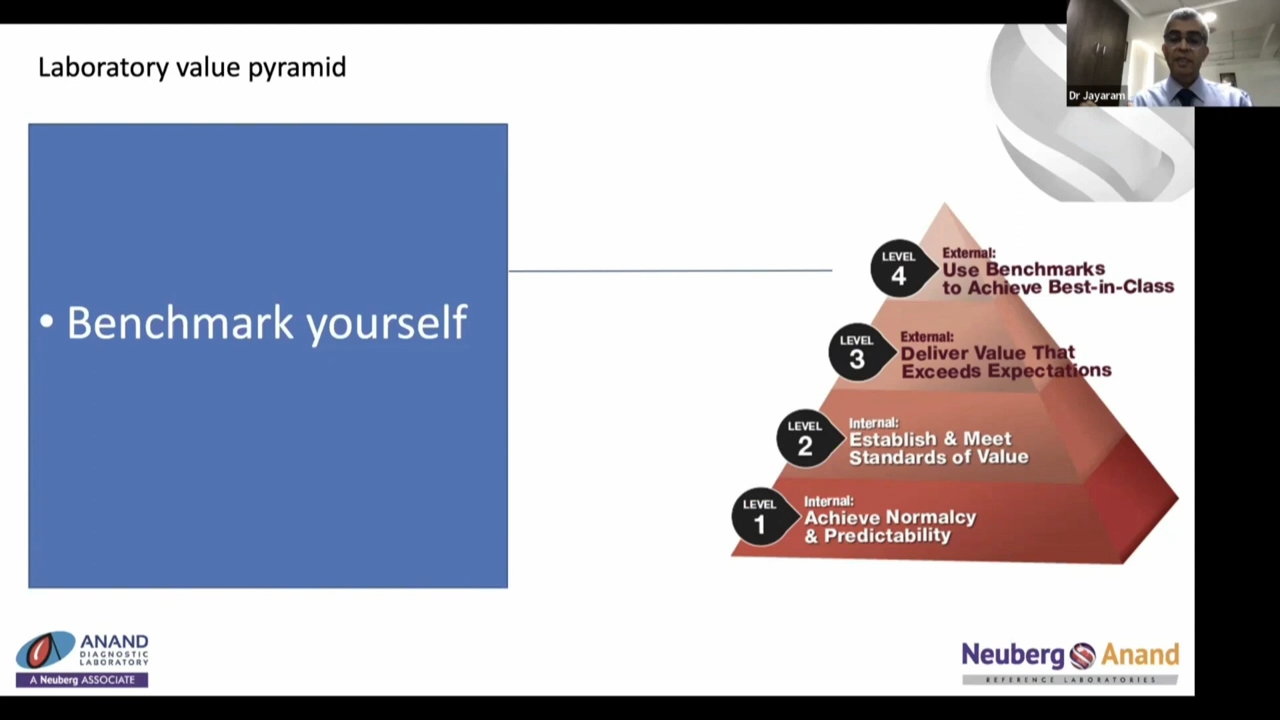 Laboratory value pyramid
Dr Jayaram
• Benchmark yourself
LEVEL
4
External:
Use Benchmarks
to Achieve Best-in-Class
LEVEL
3
External:
Deliver Value That
Exceeds Expectations
LEVEL
2
Internal:
Establish & Meet
Standards of Value
LEVEL
1
Internal:
Achieve Normalcy
& Predictability
ANAND
DIAGNOSTIC
LABORATORY
A Neuberg ASSOCIATE
Neuberg Anand
REFERENCE LABORATORIES